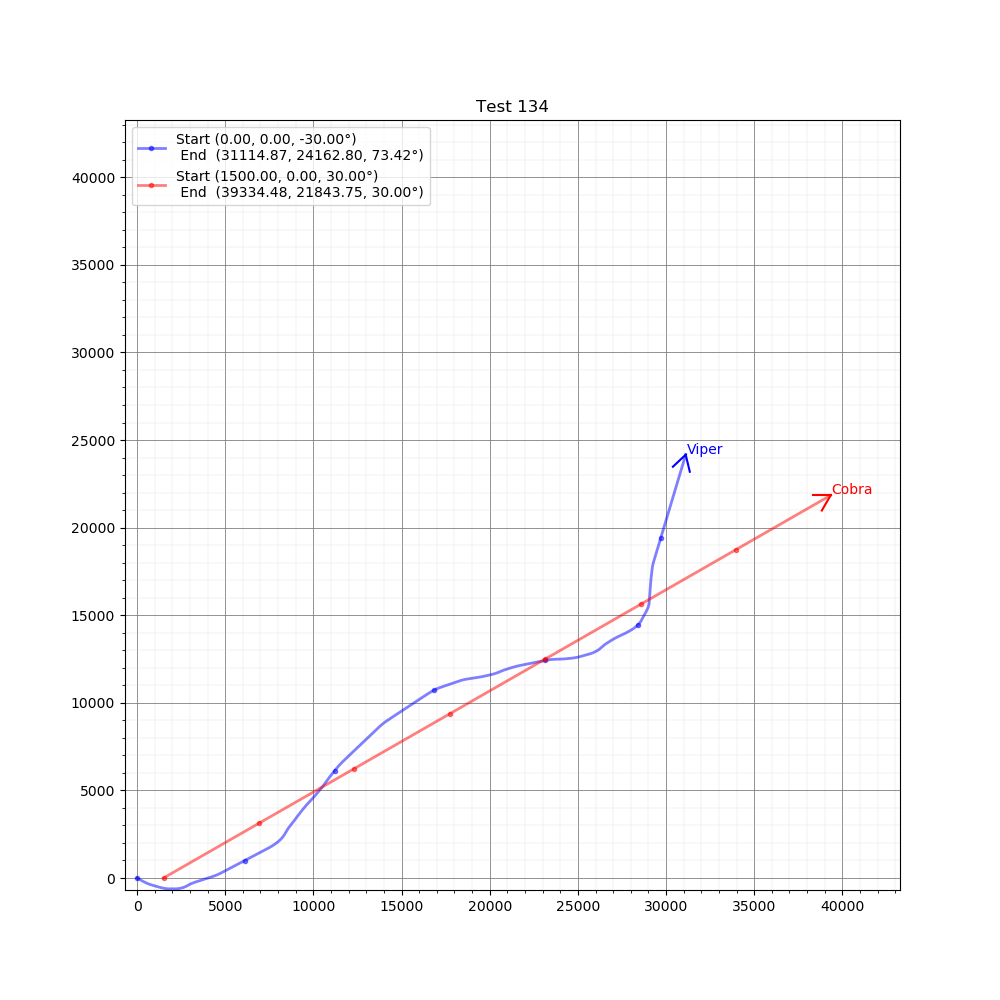 Test 134
Start (0.00, 0.00, -30.00°)
End  (31114.87, 24162.80, 73.42°)
Start (1500.00, 0.00, 30.00°)
End  (39334.48, 21843.75, 30.00°)
40000
35000
30000
25000
20000
15000
10000
5000
0
Viper
Cobra
0 5000 10000 15000 20000 25000 30000 35000 40000